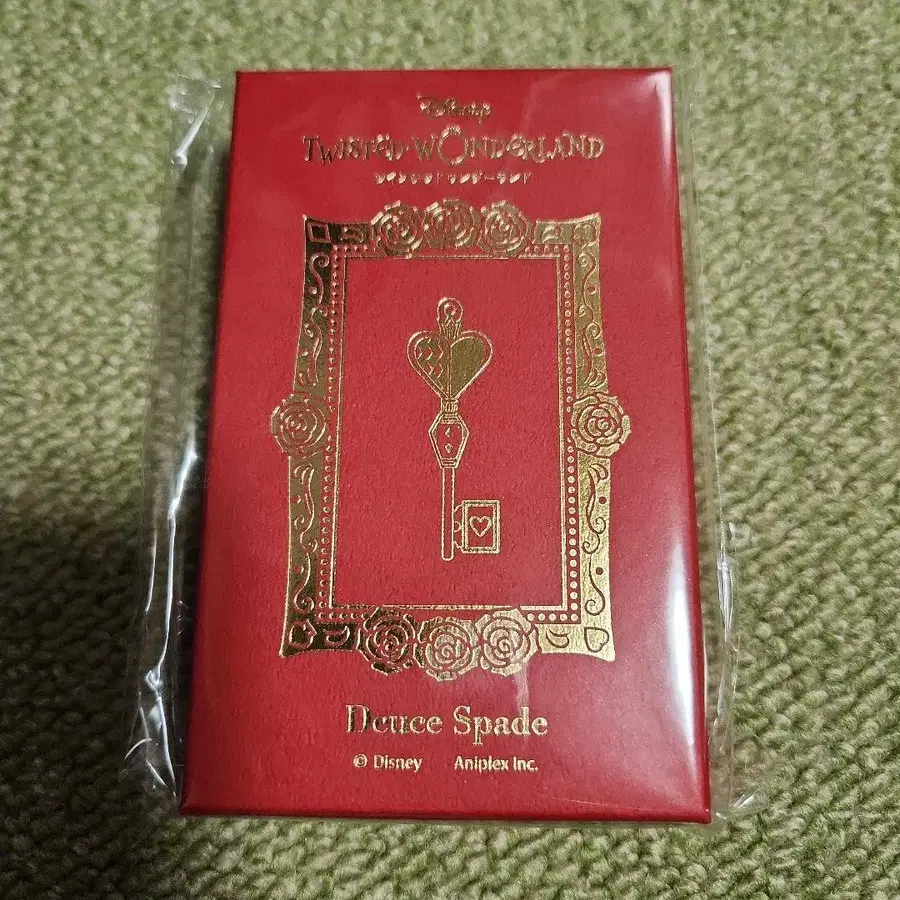 Disney
TWISTED-WONDERLAND
ツイステッドワンダーランド
Deuce Spade
© Disney Aniplex Inc.